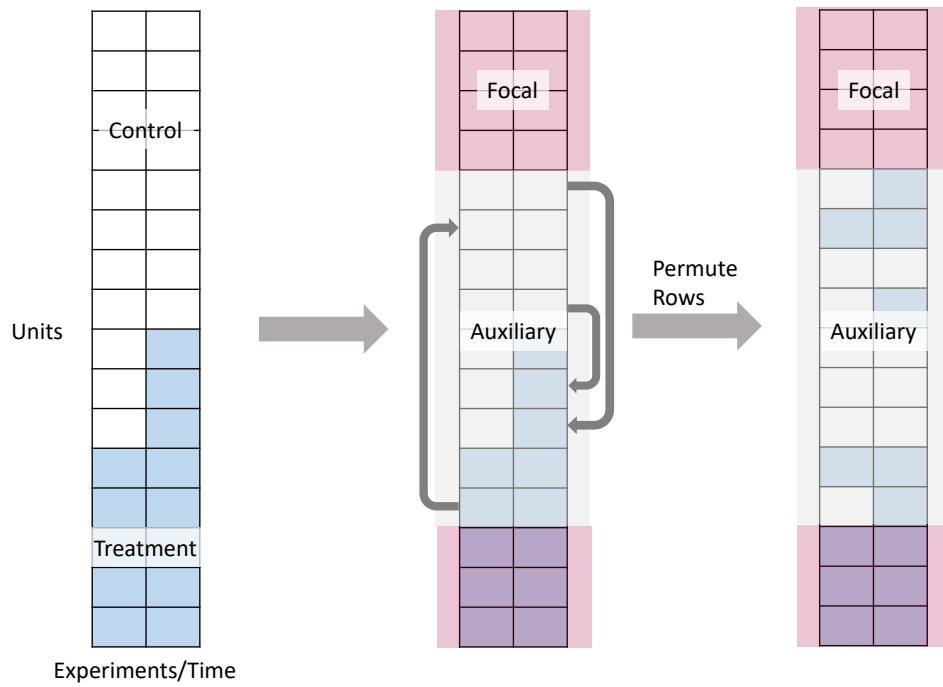 Control
Units
Treatment
Experiments/Time
Focal
Auxiliary
Permute
Rows
Focal
Auxiliary